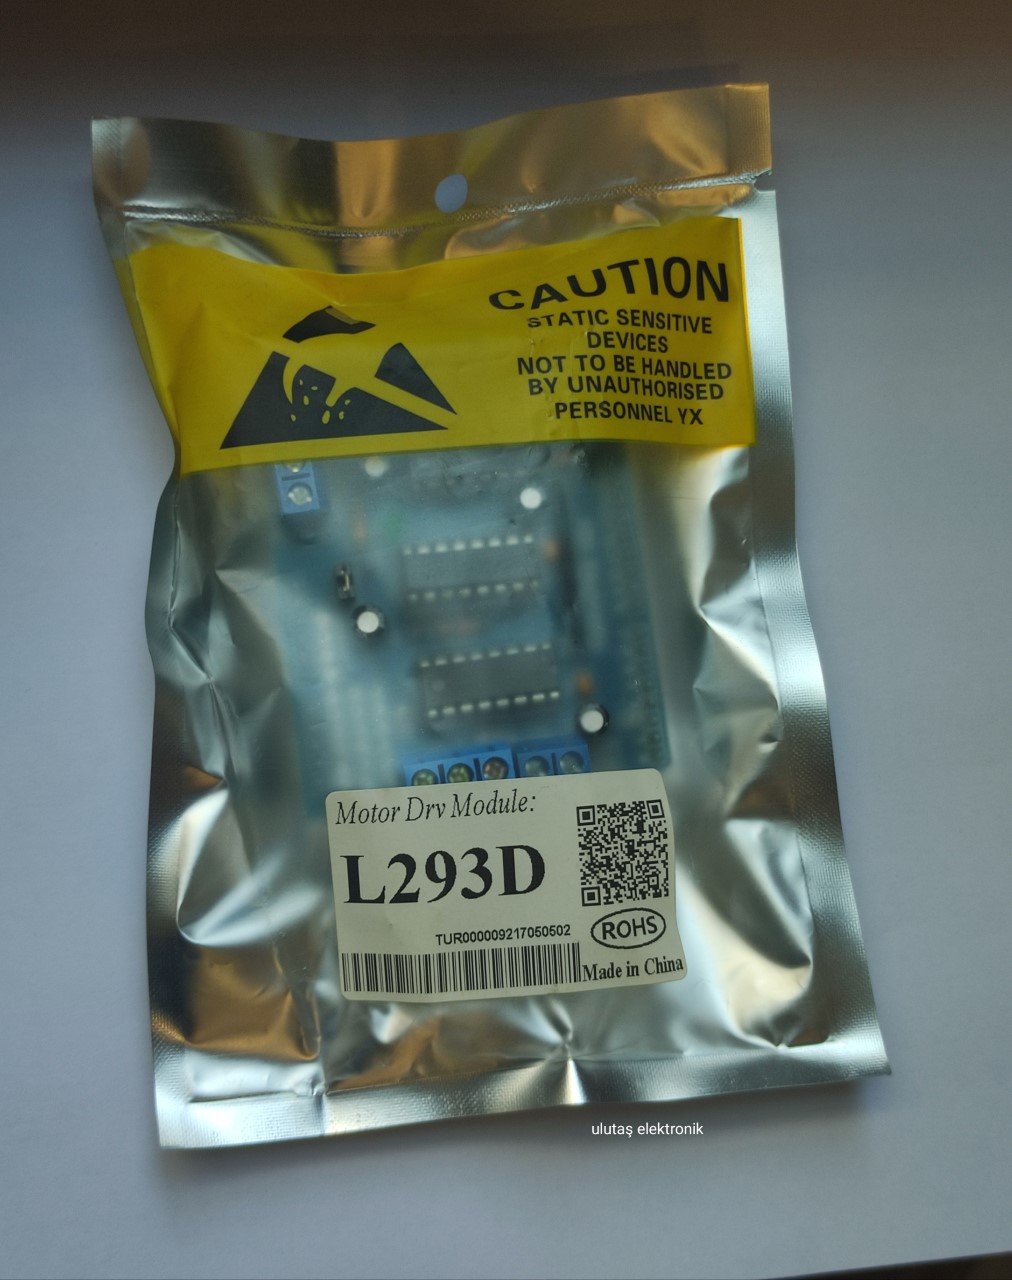 CAUTION
STATIC SENSITIVE
DEVICES
NOT TO BE HANDLED
BY UNAUTHORISED
PERSONNEL YX
Motor Drv Module:
L293D
TUR000009217050502
ROHS
Made in China
ulutaş elektronik